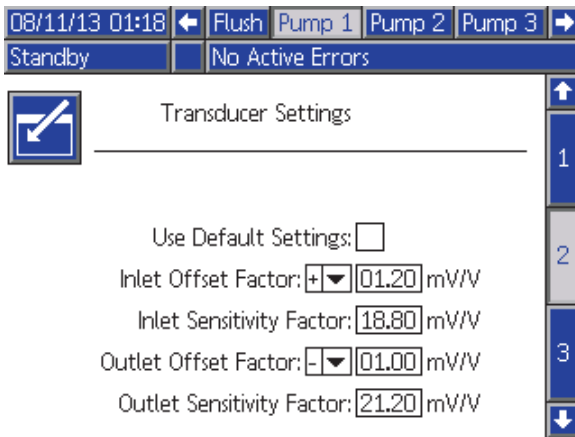 08/11/13 01:18 Flush Pump 1 Pump 2 Pump 3
Standby No Active Errors
Transducer Settings
1
Use Default Settings:
2
Inlet Offset Factor: + 01.20 mV/V
Inlet Sensitivity Factor: 18.80 mV/V
3
Outlet Offset Factor: - 01.00 mV/V
Outlet Sensitivity Factor: 21.20 mV/V